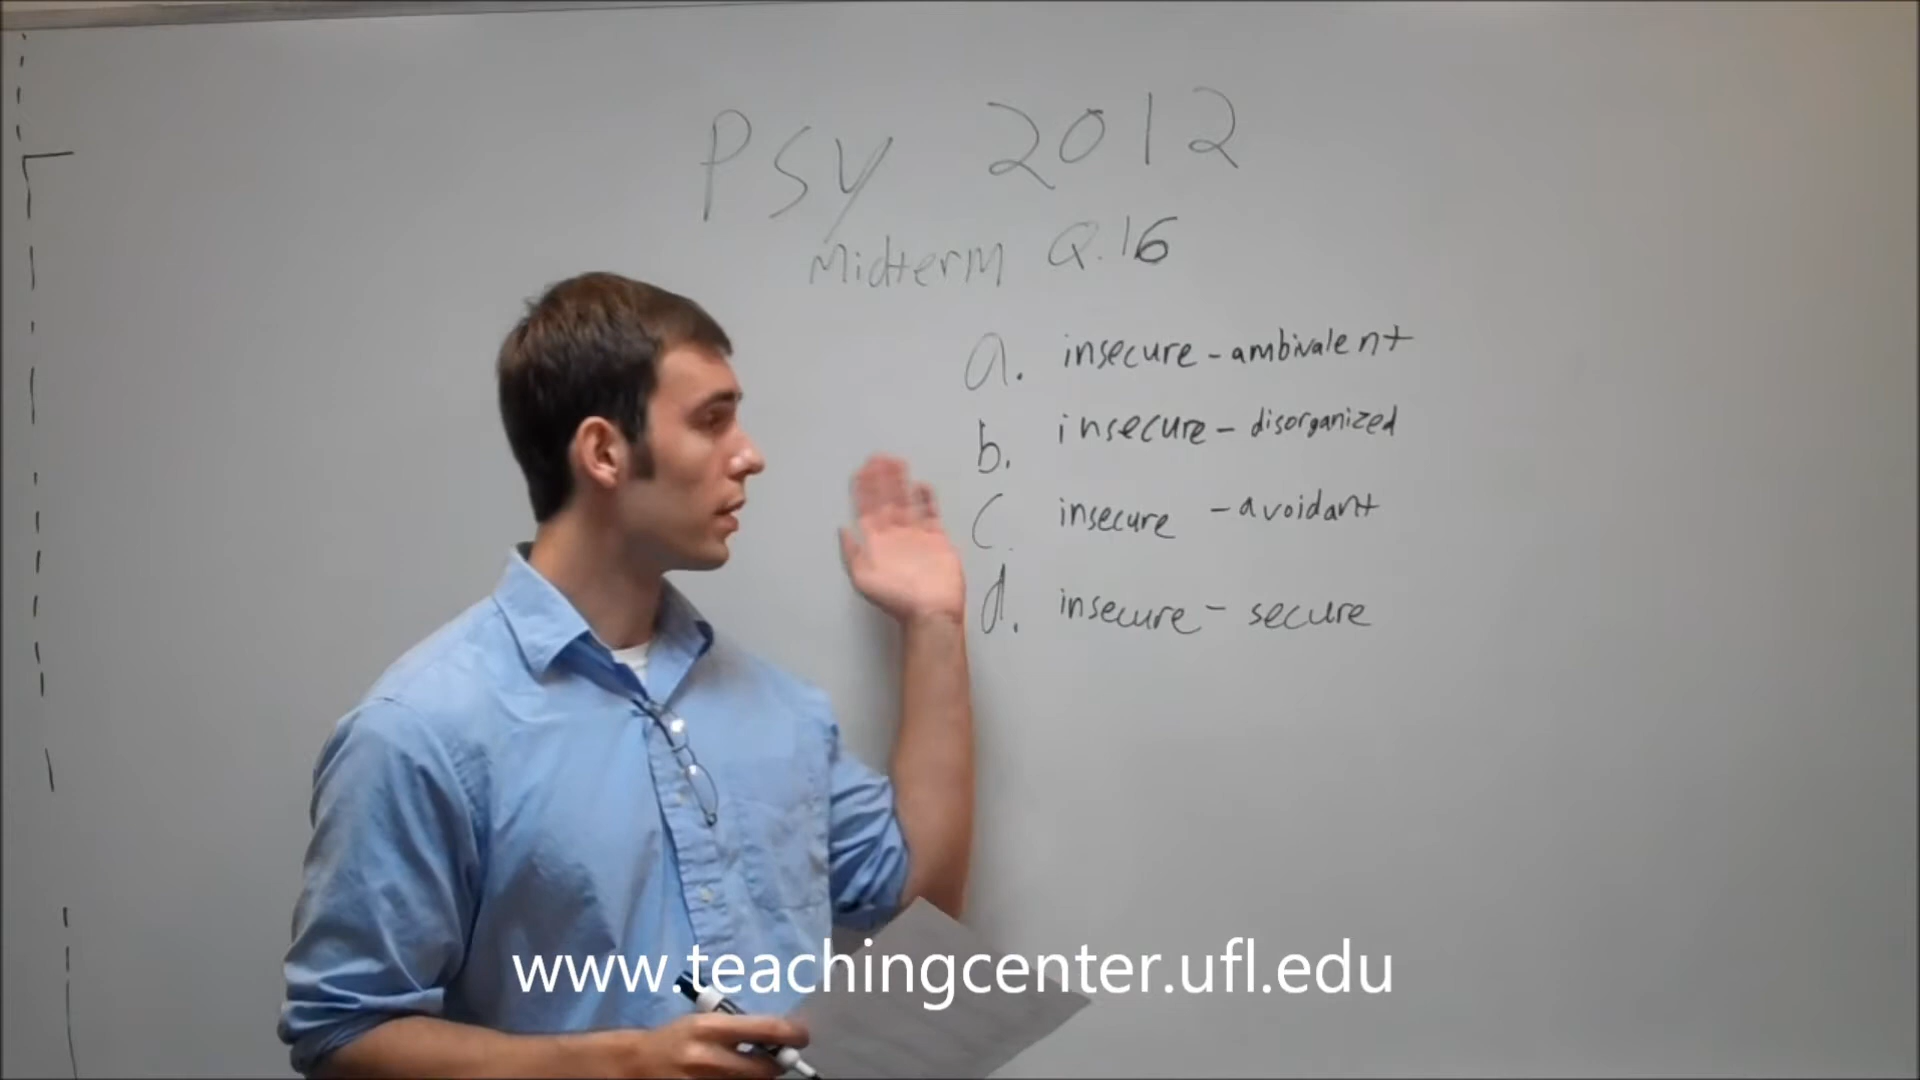 PSY 2012
Midterm Q.16
a. insecure - ambivalent
b. insecure - disorganized
c. insecure - avoidant
d. insecure - secure
www.teachingcenter.ufl.edu